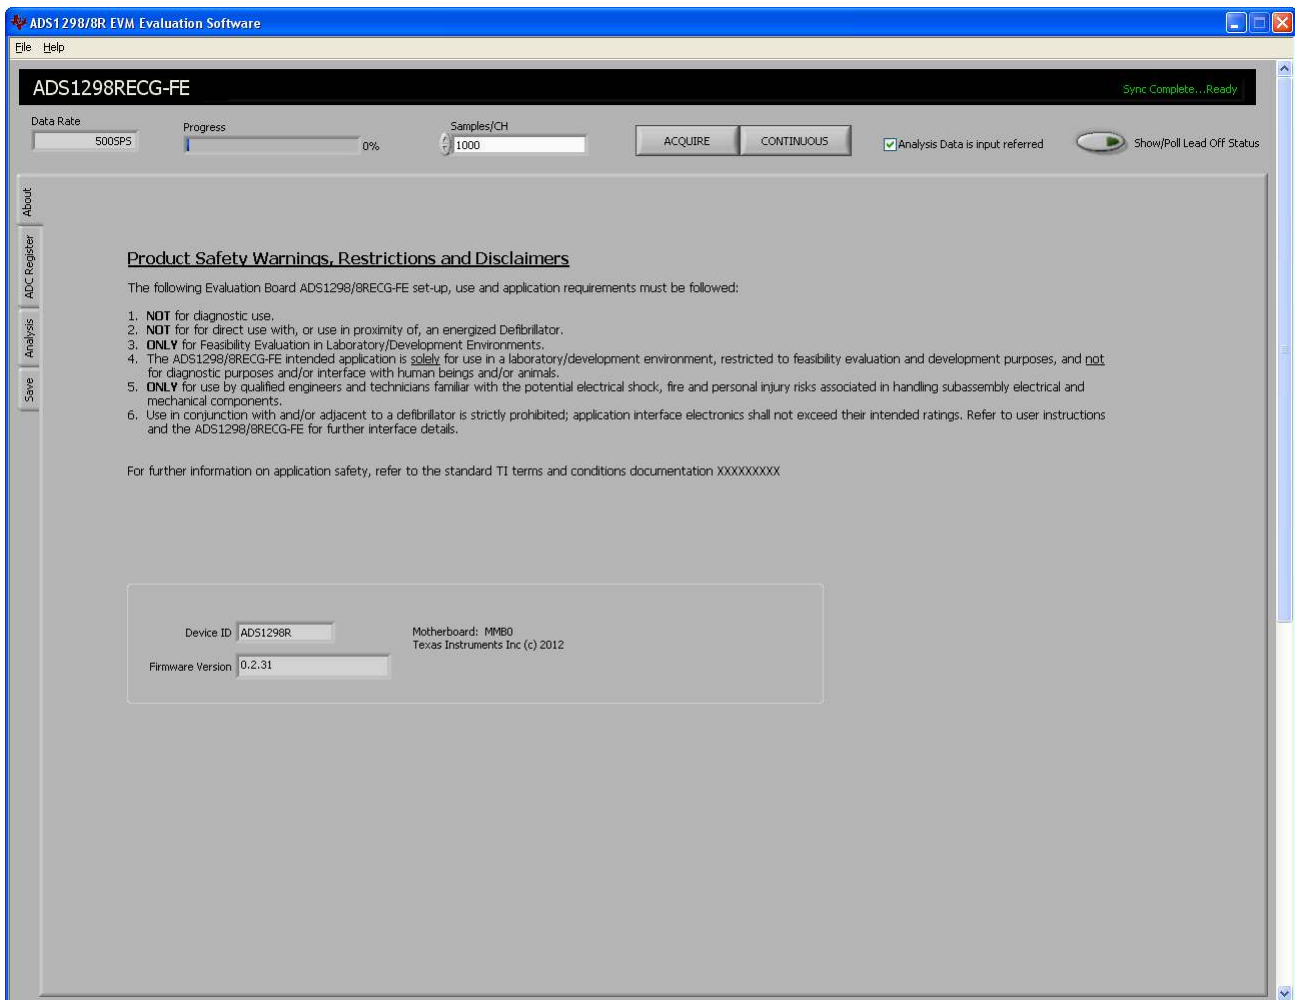 ADS1298/8R EVM Evaluation Software
File Help
ADS1298RECG-FE
Sync Complete...Ready
Data Rate
500SPS
Progress
0%
Samples/CH
1000
ACQUIRE
CONTINUOUS
Analysis Data is input referred
Show/Poll Lead Off Status
About
ADC Register
Analysis
Save
Product Safety Warnings, Restrictions and Disclaimers
The following Evaluation Board ADS1298/8RECG-FE set-up, use and application requirements must be followed:
1. NOT for diagnostic use.
2. NOT for for direct use with, or use in proximity of, an energized Defibrillator.
3. ONLY for Feasibility Evaluation in Laboratory/Development Environments.
4. The ADS1298/8RECG-FE intended application is solely for use in a laboratory/development environment, restricted to feasibility evaluation and development purposes, and not
for diagnostic purposes and/or interface with human beings and/or animals.
5. ONLY for use by qualified engineers and technicians familiar with the potential electrical shock, fire and personal injury risks associated in handling subassembly electrical and
mechanical components.
6. Use in conjunction with and/or adjacent to a defibrillator is strictly prohibited; application interface electronics shall not exceed their intended ratings. Refer to user instructions
and the ADS1298/8RECG-FE for further interface details.
For further information on application safety, refer to the standard TI terms and conditions documentation XXXXXXXXX
Device ID ADS1298R
Motherboard: MMB0
Texas Instruments Inc (c) 2012
Firmware Version 0.2.31